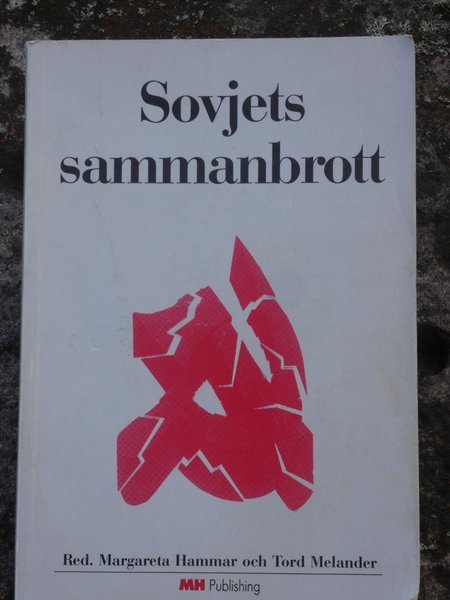 Sovjets
sammanbrott
Red. Margareta Hammar och Tord Melander
MH Publishing